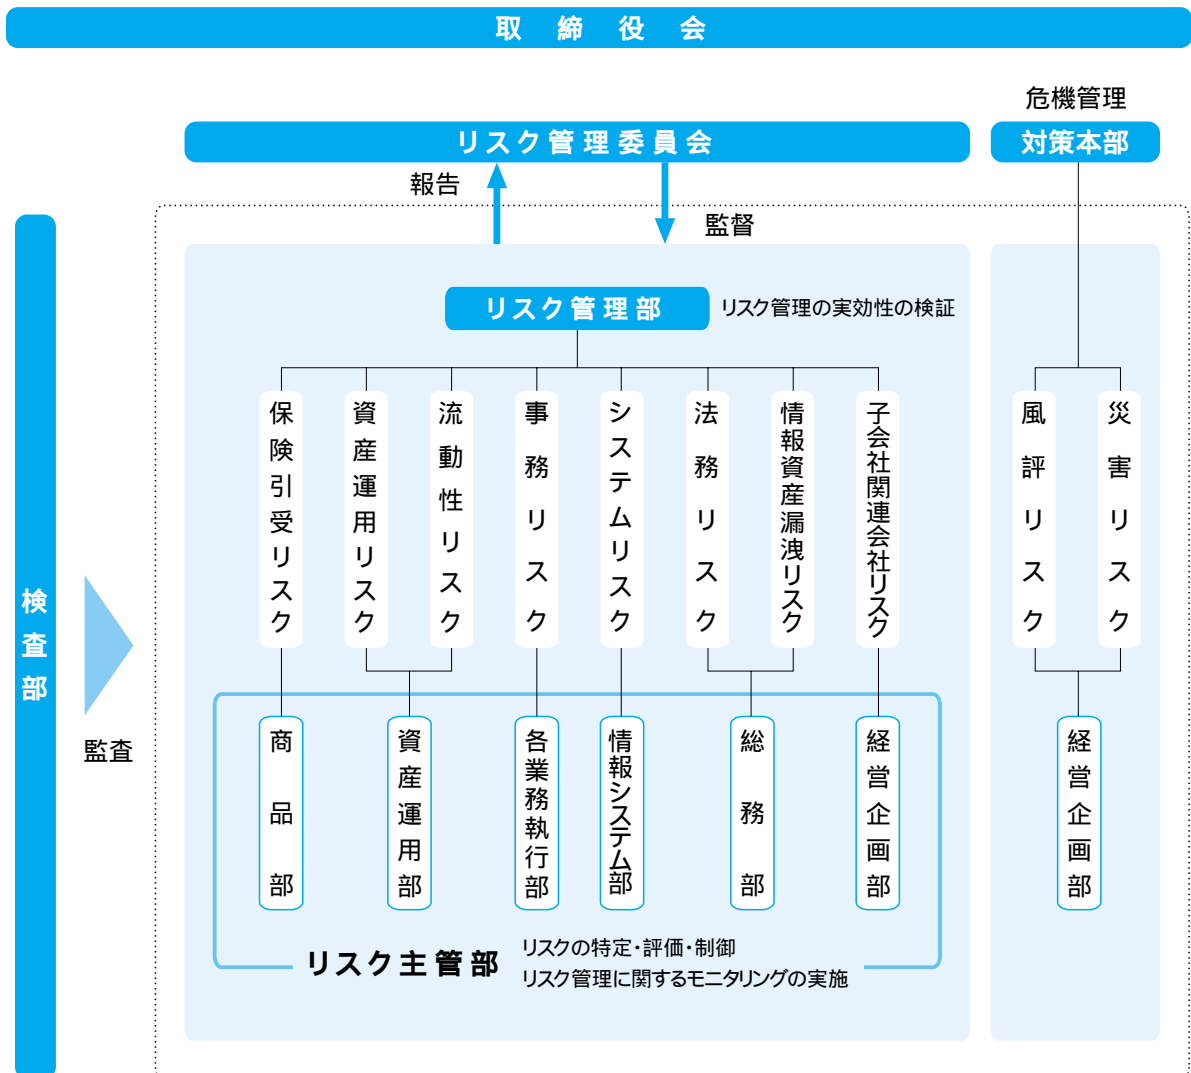 取締役会
危機管理
リスク管理委員会
対策本部
報告
監督
リスク管理部
リスク管理の実効性の検証
保険引受リスク
資産運用リスク
流動性リスク
事務リスク
システムリスク
法務リスク
情報資産漏洩リスク
子会社関連会社リスク
風評リスク
災害リスク
検査部
監査
商品部
資産運用部
各業務執行部
情報システム部
総務部
経営企画部
経営企画部
リスク主管部
リスクの特定・評価・制御
リスク管理に関するモニタリングの実施